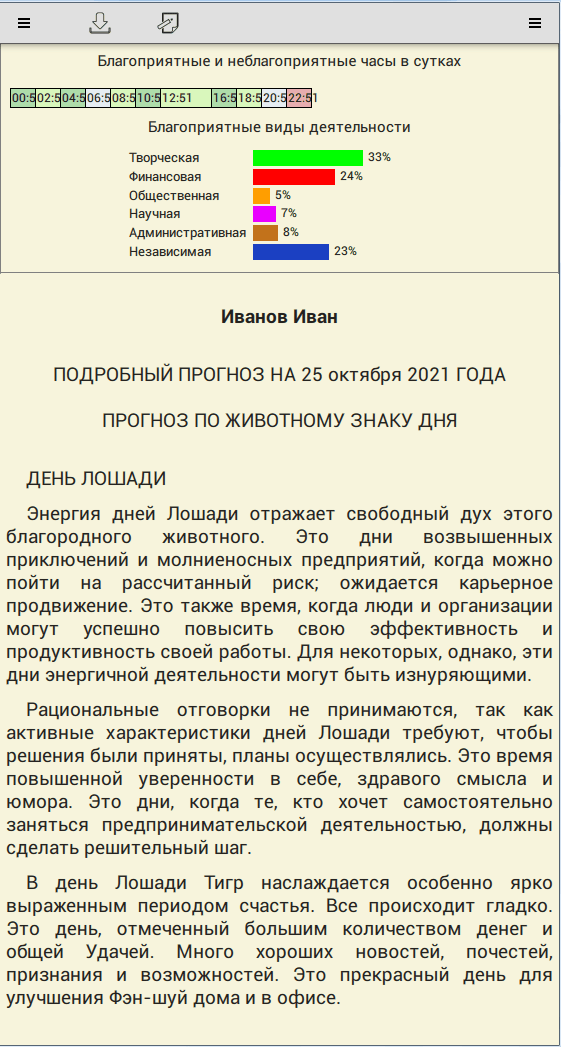 Благоприятные и неблагоприятные часы в сутках
00:5 02:5 04:5 06:5 08:5 10:5 12:51 16:5 18:5 20:5 22:51
Благоприятные виды деятельности
Творческая 33%
Финансовая 24%
Общественная 5%
Научная 7%
Административная 8%
Независимая 23%
Иванов Иван
ПОДРОБНЫЙ ПРОГНОЗ НА 25 октября 2021 ГОДА
ПРОГНОЗ ПО ЖИВОТНОМУ ЗНАКУ ДНЯ
ДЕНЬ ЛОШАДИ
Энергия дней Лошади отражает свободный дух этого
благородного животного. Это дни возвышенных
приключений и молниеносных предприятий, когда можно
пойти на рассчитанный риск; ожидается карьерное
продвижение. Это также время, когда люди и организации
могут успешно повысить свою эффективность и
продуктивность своей работы. Для некоторых, однако, эти
дни энергичной деятельности могут быть изнуряющими.
Рациональные отговорки не принимаются, так как
активные характеристики дней Лошади требуют, чтобы
решения были приняты, планы осуществлялись. Это время
повышенной уверенности в себе, здравого смысла и
юмора. Это дни, когда те, кто хочет самостоятельно
заняться предпринимательской деятельностью, должны
сделать решительный шаг.
В день Лошади Тигр наслаждается особенно ярко
выраженным периодом счастья. Все происходит гладко.
Это день, отмеченный большим количеством денег и
общей Удачей. Много хороших новостей, почестей,
признания и возможностей. Это прекрасный день для
улучшения Фэн-шуй дома и в офисе.